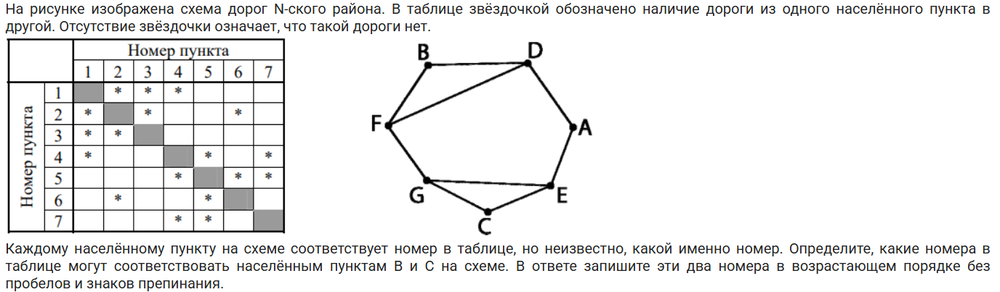 На рисунке изображена схема дорог N-ского района. В таблице звёздочкой обозначено наличие дороги из одного населённого пункта в
другой. Отсутствие звёздочки означает, что такой дороги нет.
Номер пункта
1 2 3 4 5 6 7
Номер пункта
1 * * *
2 * * *
3 * *
4 * * *
5 * * *
6 * *
7 * *
B D
F A
G E
C
Каждому населённому пункту на схеме соответствует номер в таблице, но неизвестно, какой именно номер. Определите, какие номера в
таблице могут соответствовать населённым пунктам B и C на схеме. В ответе запишите эти два номера в возрастающем порядке без
пробелов и знаков препинания.